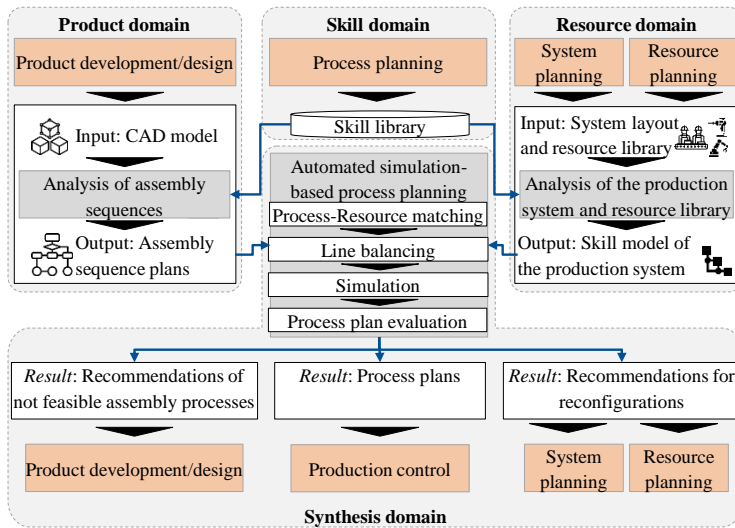 Product domain
Product development/design
Input: CAD model
Analysis of assembly
sequences
Output: Assembly
sequence plans
Skill domain
Process planning
Skill library
Automated simulation-
based process planning
Process-Resource matching
Line balancing
Simulation
Process plan evaluation
Resource domain
System
planning
Resource
planning
Input: System layout
and resource library
Analysis of the production
system and resource library
Output: Skill model of
the production system
Result: Recommendations of
not feasible assembly processes
Product development/design
Result: Process plans
Production control
Result: Recommendations for
reconfigurations
System
planning
Resource
planning
Synthesis domain